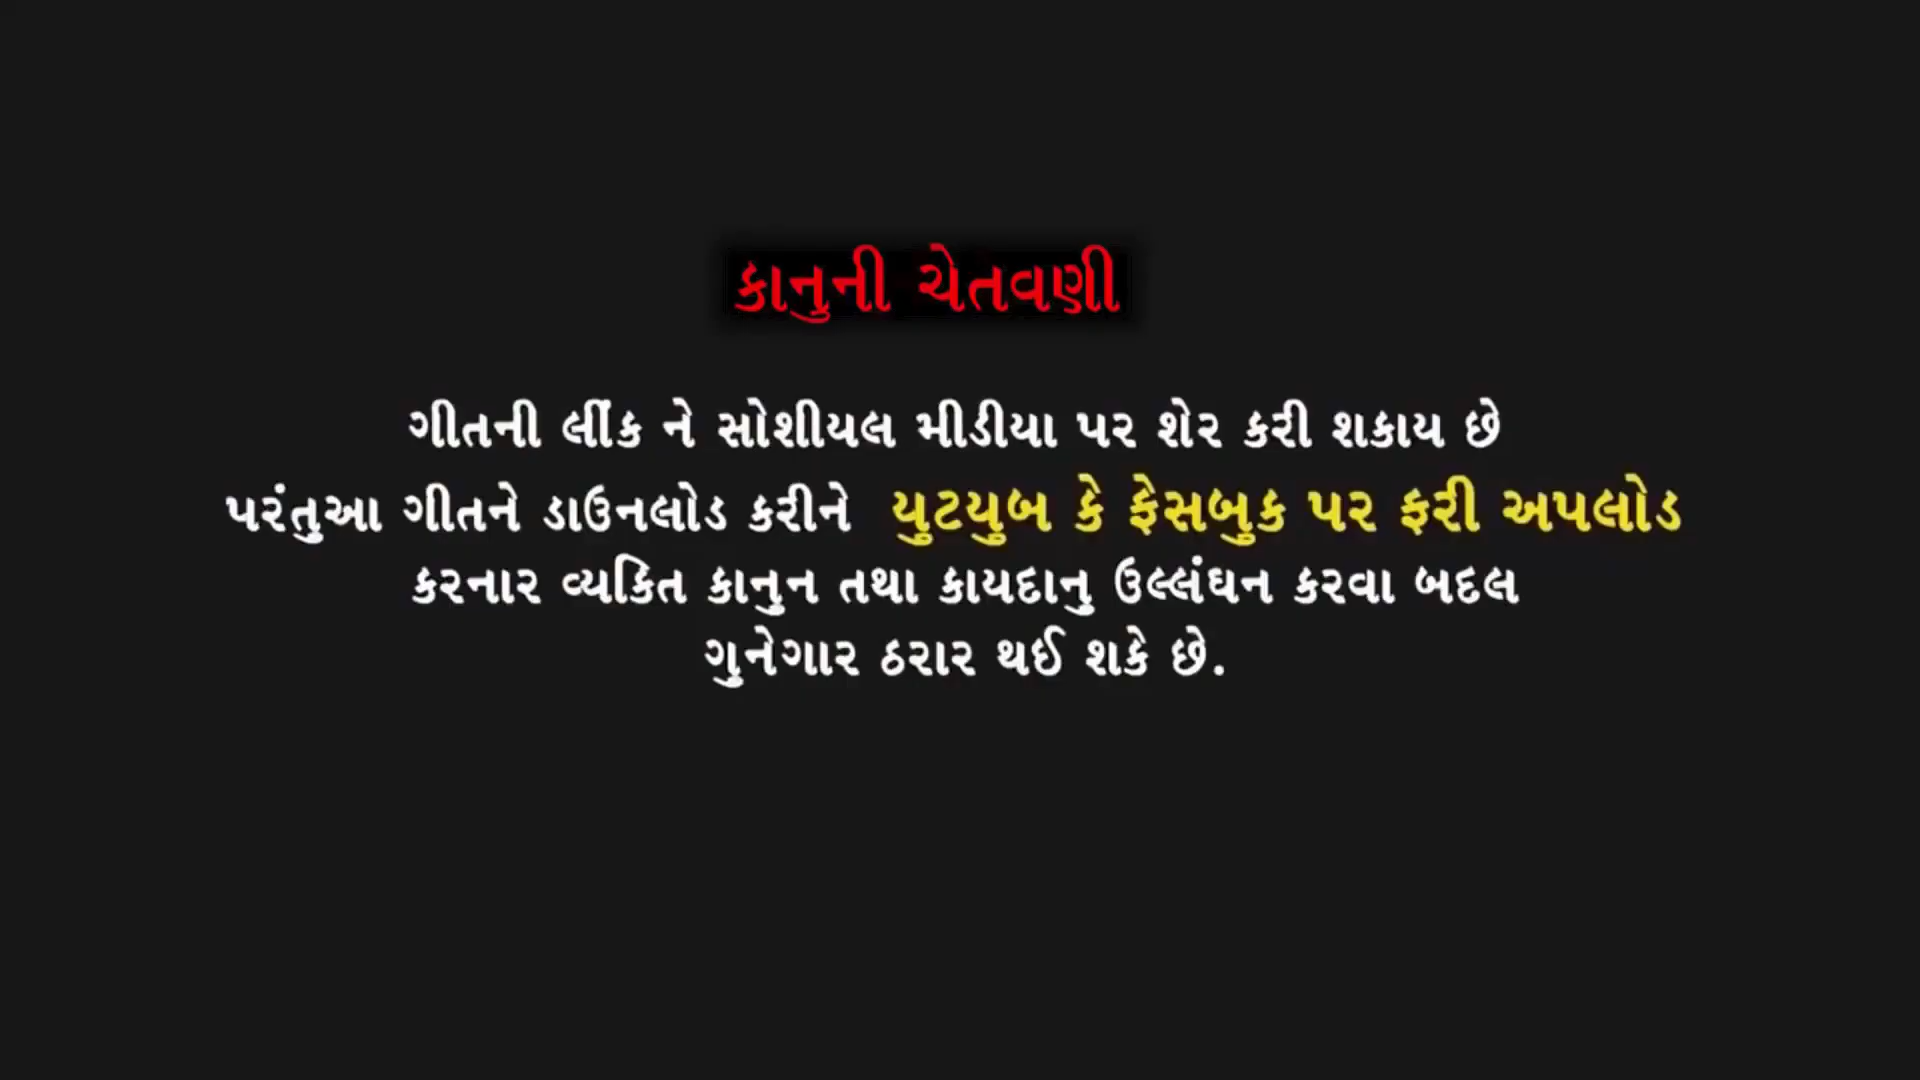 કાનુની ચેતવણી
ગીતની લીંક ને સોશીયલ મીડીયા પર શેર કરી શકાય છે
પરંતુઆ ગીતને ડાઉનલોડ કરીને યુટયુબ કે ફેસબુક પર ફરી અપલોડ
કરનાર વ્યકિત કાનુન તથા કાયદાનુ ઉલ્લંઘન કરવા બદલ
ગુનેગાર ઠરાર થઈ શકે છે.